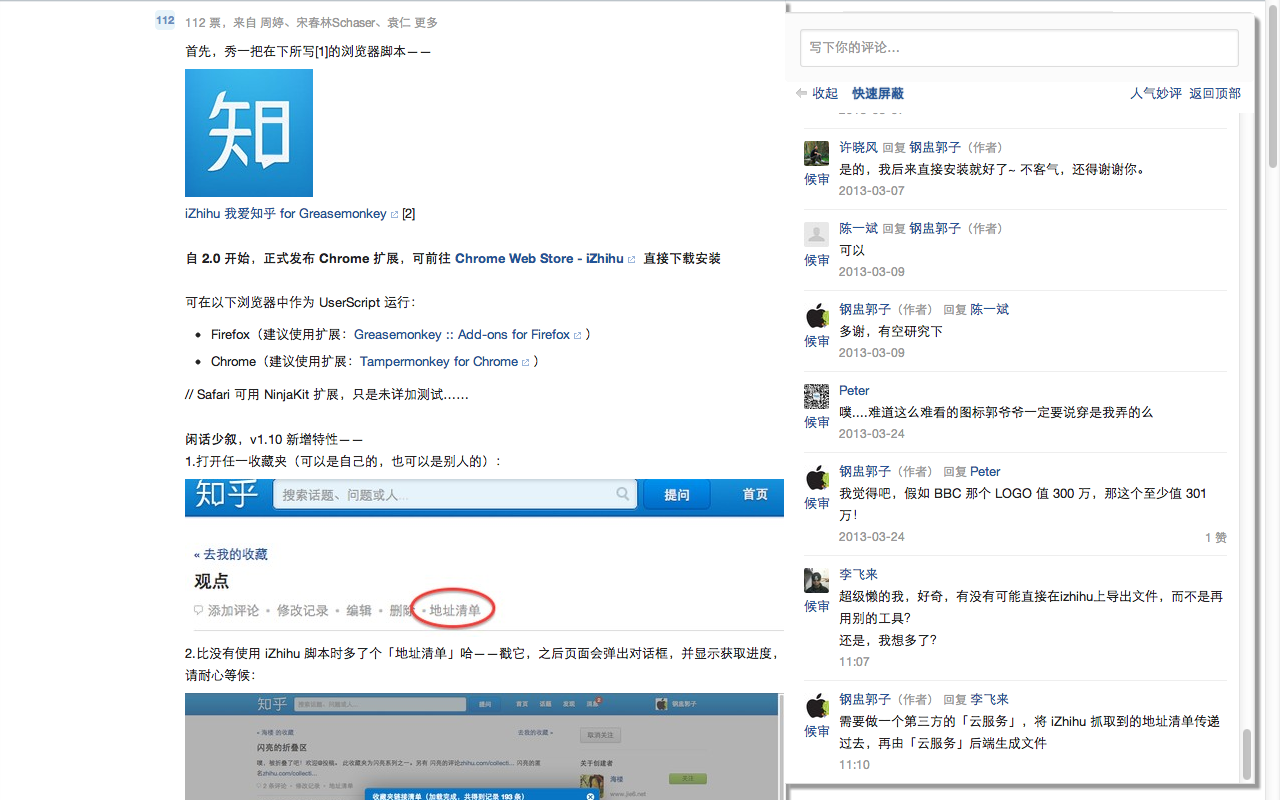 112
112 票，来自 周婷、宋春林Schaser、袁仁 更多
首先，秀一把在下所写[1]的浏览器脚本——
知
iZhihu 我爱知乎 for Greasemonkey [2]
自 2.0 开始，正式发布 Chrome 扩展，可前往 Chrome Web Store - iZhihu 直接下载安装
可在以下浏览器中作为 UserScript 运行：
• Firefox（建议使用扩展：Greasemonkey :: Add-ons for Firefox ）
• Chrome（建议使用扩展：Tampermonkey for Chrome ）
// Safari 可用 NinjaKit 扩展，只是未详加测试……
闲话少叙，v1.10 新增特性——
1.打开任一收藏夹（可以是自己的，也可以是别人的）：
知乎 搜索话题、问题或人... 提问 首页
« 去我的收藏
观点
添加评论 • 修改记录 • 编辑 • 删除 • 地址清单
2.比没有使用 iZhihu 脚本时多了个「地址清单」哈——戳它，之后页面会弹出对话框，并显示获取进度，
请耐心等候：
知乎 搜索话题、问题或人... 提问 首页 话题 发现 消息 钢盅郭子
« 海楼 的收藏 去我的收藏 » 取消关注
闪亮的折叠区
嘿，被折叠了吧！欢迎@投稿。 此收藏夹为闪亮系列之一。另有 闪亮的评论zhihu.com/collecti... 闪亮的匿
名zhihu.com/collecti...
关于创建者
2 条评论 • 修改记录 • 地址清单
海楼 关注
收藏夹链接清单（加载完成，共得到记录 193 条）
写下你的评论...
收起 快速屏蔽 人气妙评 返回顶部
许晓风 回复 钢盅郭子（作者）
是的，我后来直接安装就好了~ 不客气，还得谢谢你。
候审
2013-03-07
陈一斌 回复 钢盅郭子（作者）
可以
候审
2013-03-09
钢盅郭子（作者） 回复 陈一斌
多谢，有空研究下
候审
2013-03-09
Peter
噗....难道这么难看的图标郭爷爷一定要说穿是我弄的么
候审
2013-03-24
钢盅郭子（作者） 回复 Peter
我觉得吧，假如 BBC 那个 LOGO 值 300 万，那这个至少值 301
候审
万！
2013-03-24 1 赞
李飞来
超级懒的我，好奇，有没有可能直接在izhihu上导出文件，而不是再
候审
用别的工具？
还是，我想多了？
11:07
钢盅郭子（作者） 回复 李飞来
需要做一个第三方的「云服务」，将 iZhihu 抓取到的地址清单传递
候审
过去，再由「云服务」后端生成文件
11:10